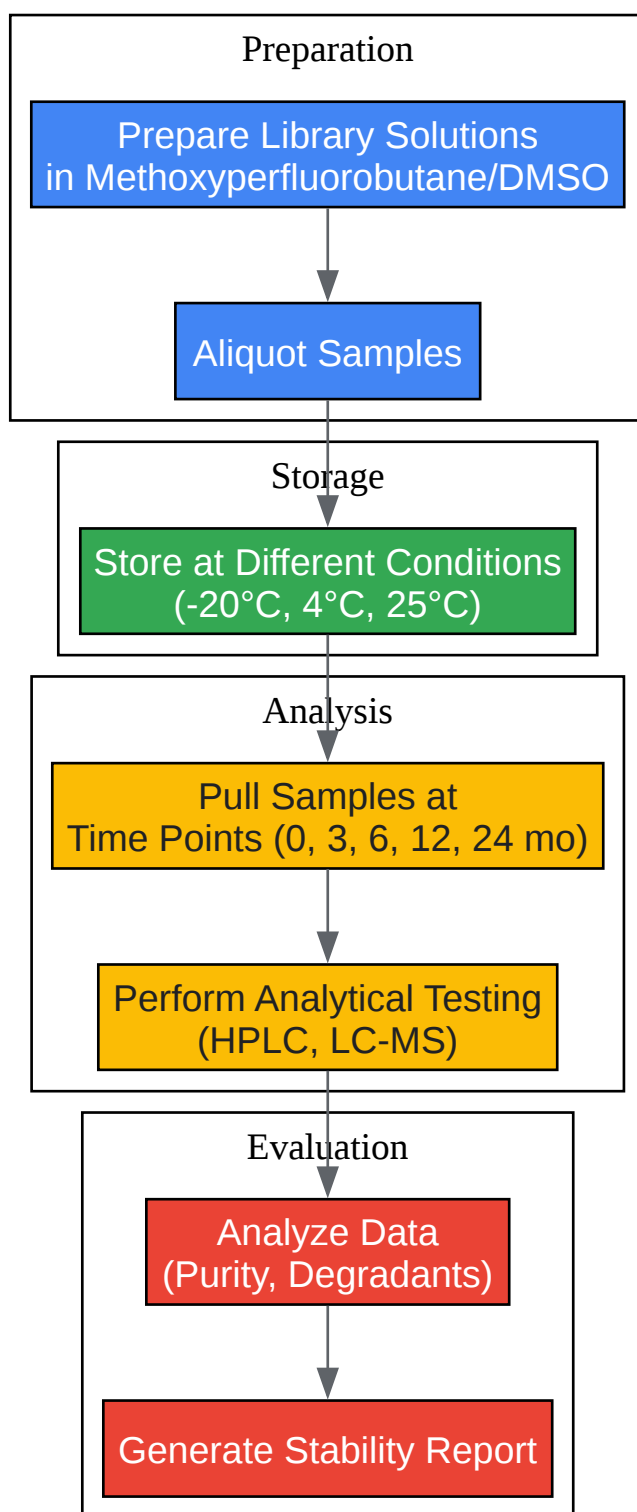 Preparation
Prepare Library Solutions
in Methoxyperfluorobutane/DMSO
Aliquot Samples
Storage
Store at Different Conditions
(-20°C, 4°C, 25°C)
Analysis
Pull Samples at
Time Points (0, 3, 6, 12, 24 mo)
Perform Analytical Testing
(HPLC, LC-MS)
Evaluation
Analyze Data
(Purity, Degradants)
Generate Stability Report